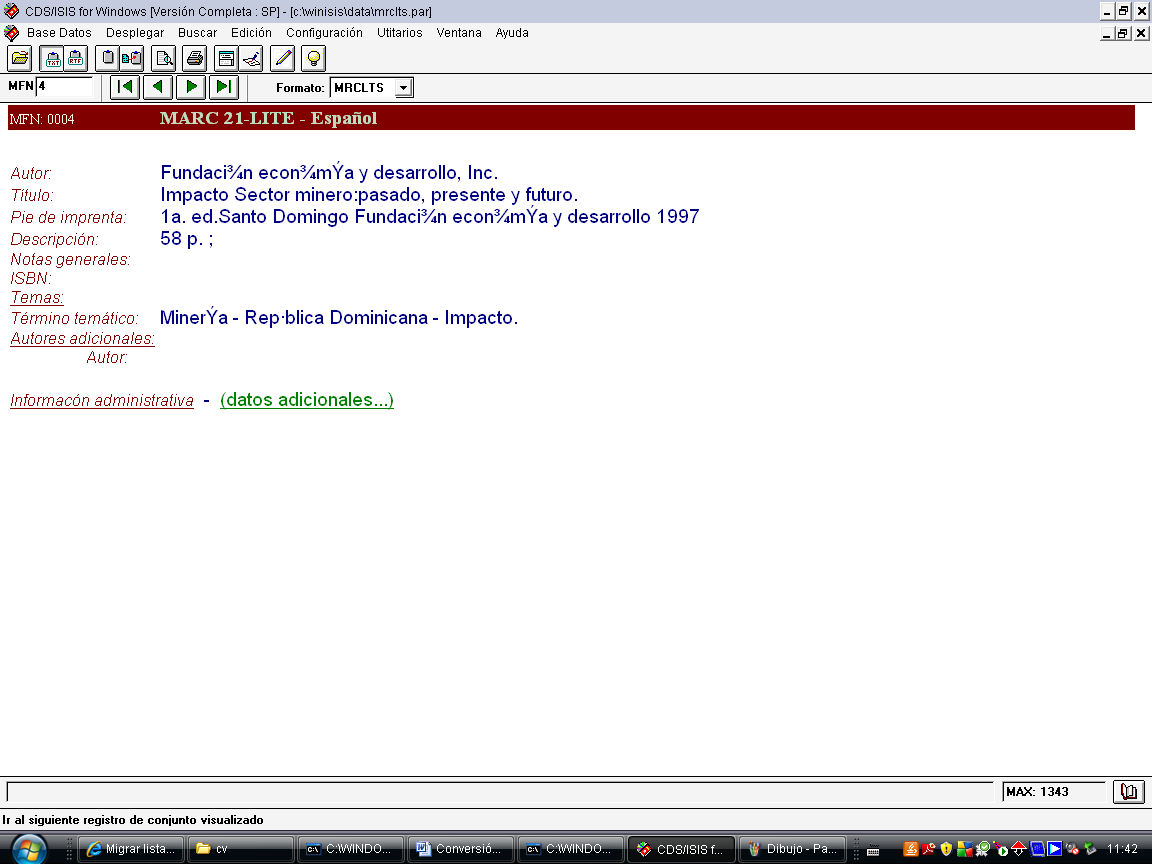 CDS/ISIS for Windows [Versión Completa : SP] - [c:\winisis\data\mrclts.par]
Base Datos Desplegar Buscar Edición Configuración Utitarios Ventana Ayuda
MFN 4 Formato: MRCLTS
MFN: 0004 MARC 21-LITE - Español
Autor: Fundaci¾n econ¾mÝa y desarrollo, Inc.
Título: Impacto Sector minero:pasado, presente y futuro.
Pie de imprenta: 1a. ed.Santo Domingo Fundaci¾n econ¾mÝa y desarrollo 1997
Descripción: 58 p. ;
Notas generales:
ISBN:
Temas:
Término temático: MinerÝa - Rep·blica Dominicana - Impacto.
Autores adicionales:
Autor:
Informacón administrativa - (datos adicionales...)
MAX: 1343
Ir al siguiente registro de conjunto visualizado
Migrar lista... cv C:\WINDO... Conversió... C:\WINDO... CDS/ISIS f... Dibujo - Pa... 11:42